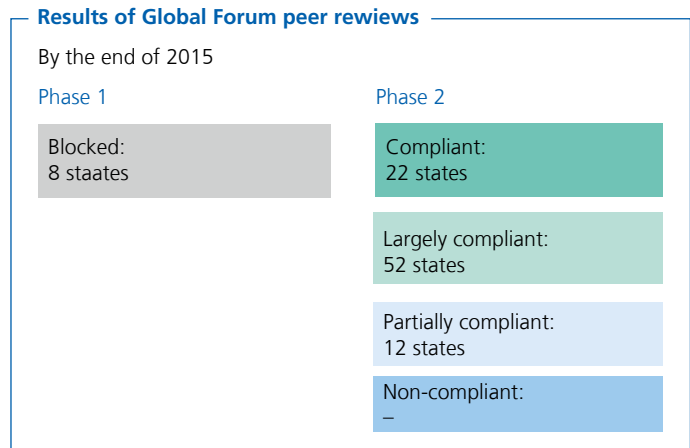 Results of Global Forum peer rewiews
By the end of 2015
Phase 1
Blocked:
8 staates
Phase 2
Compliant:
22 states
Largely compliant:
52 states
Partially compliant:
12 states
Non-compliant:
–